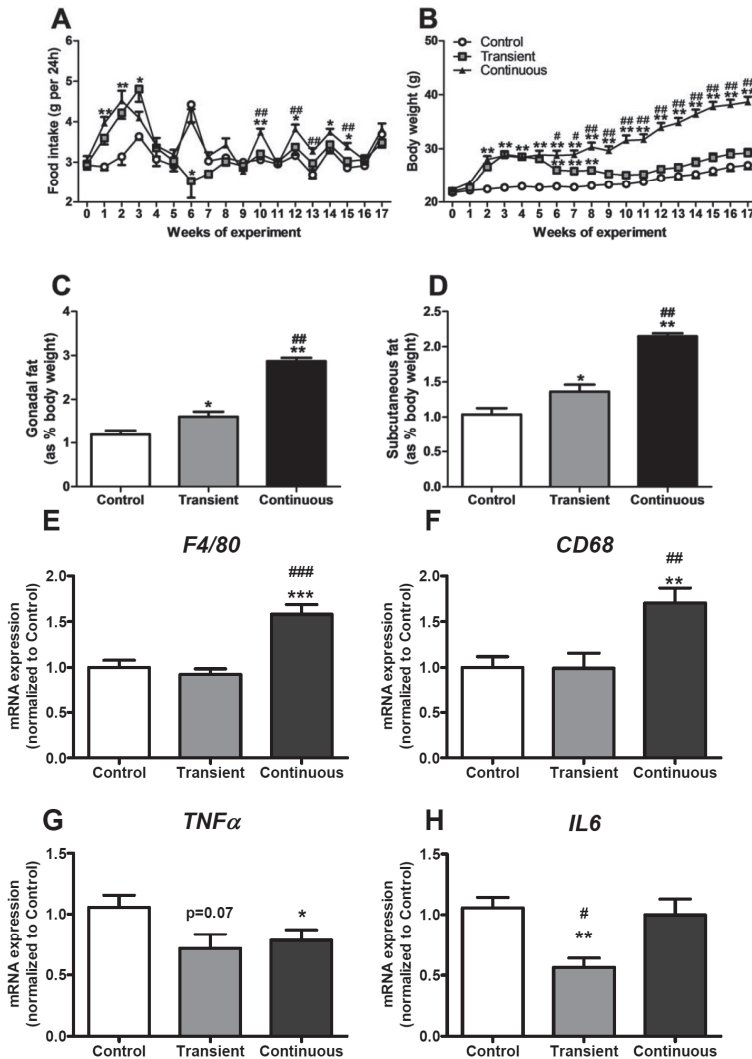 A
Food intake (g per 24h)
6
5
4
3
2
** ** * * ## ** ## * ## * ## *
0 1 2 3 4 5 6 7 8 9 10 11 12 13 14 15 16 17
Weeks of experiment
B
Body weight (g)
50
40
30
20
Control
Transient
Continuous
** ** ** ** ** # ** ** # ** ** ## ** ** ## ** ## ** ## ** ## ** ## ** ## ** ## ** ## ** ## **
0 1 2 3 4 5 6 7 8 9 10 11 12 13 14 15 16 17
Weeks of experiment
C
Gonadal fat
(as % body weight)
4
3
2
1
0
*
##
**
Control Transient Continuous
D
Subcutaneous fat
(as % body weight)
2.5
2.0
1.5
1.0
0.5
0.0
*
##
**
Control Transient Continuous
E
F4/80
mRNA expression
(normalized to Control)
2.0
1.5
1.0
0.5
0.0
###
***
Control Transient Continuous
F
CD68
mRNA expression
(normalized to Control)
2.0
1.5
1.0
0.5
0.0
##
**
Control Transient Continuous
G
TNFα
mRNA expression
(normalized to Control)
1.5
1.0
0.5
0.0
p=0.07
*
Control Transient Continuous
H
IL6
mRNA expression
(normalized to Control)
1.5
1.0
0.5
0.0
#
**
Control Transient Continuous